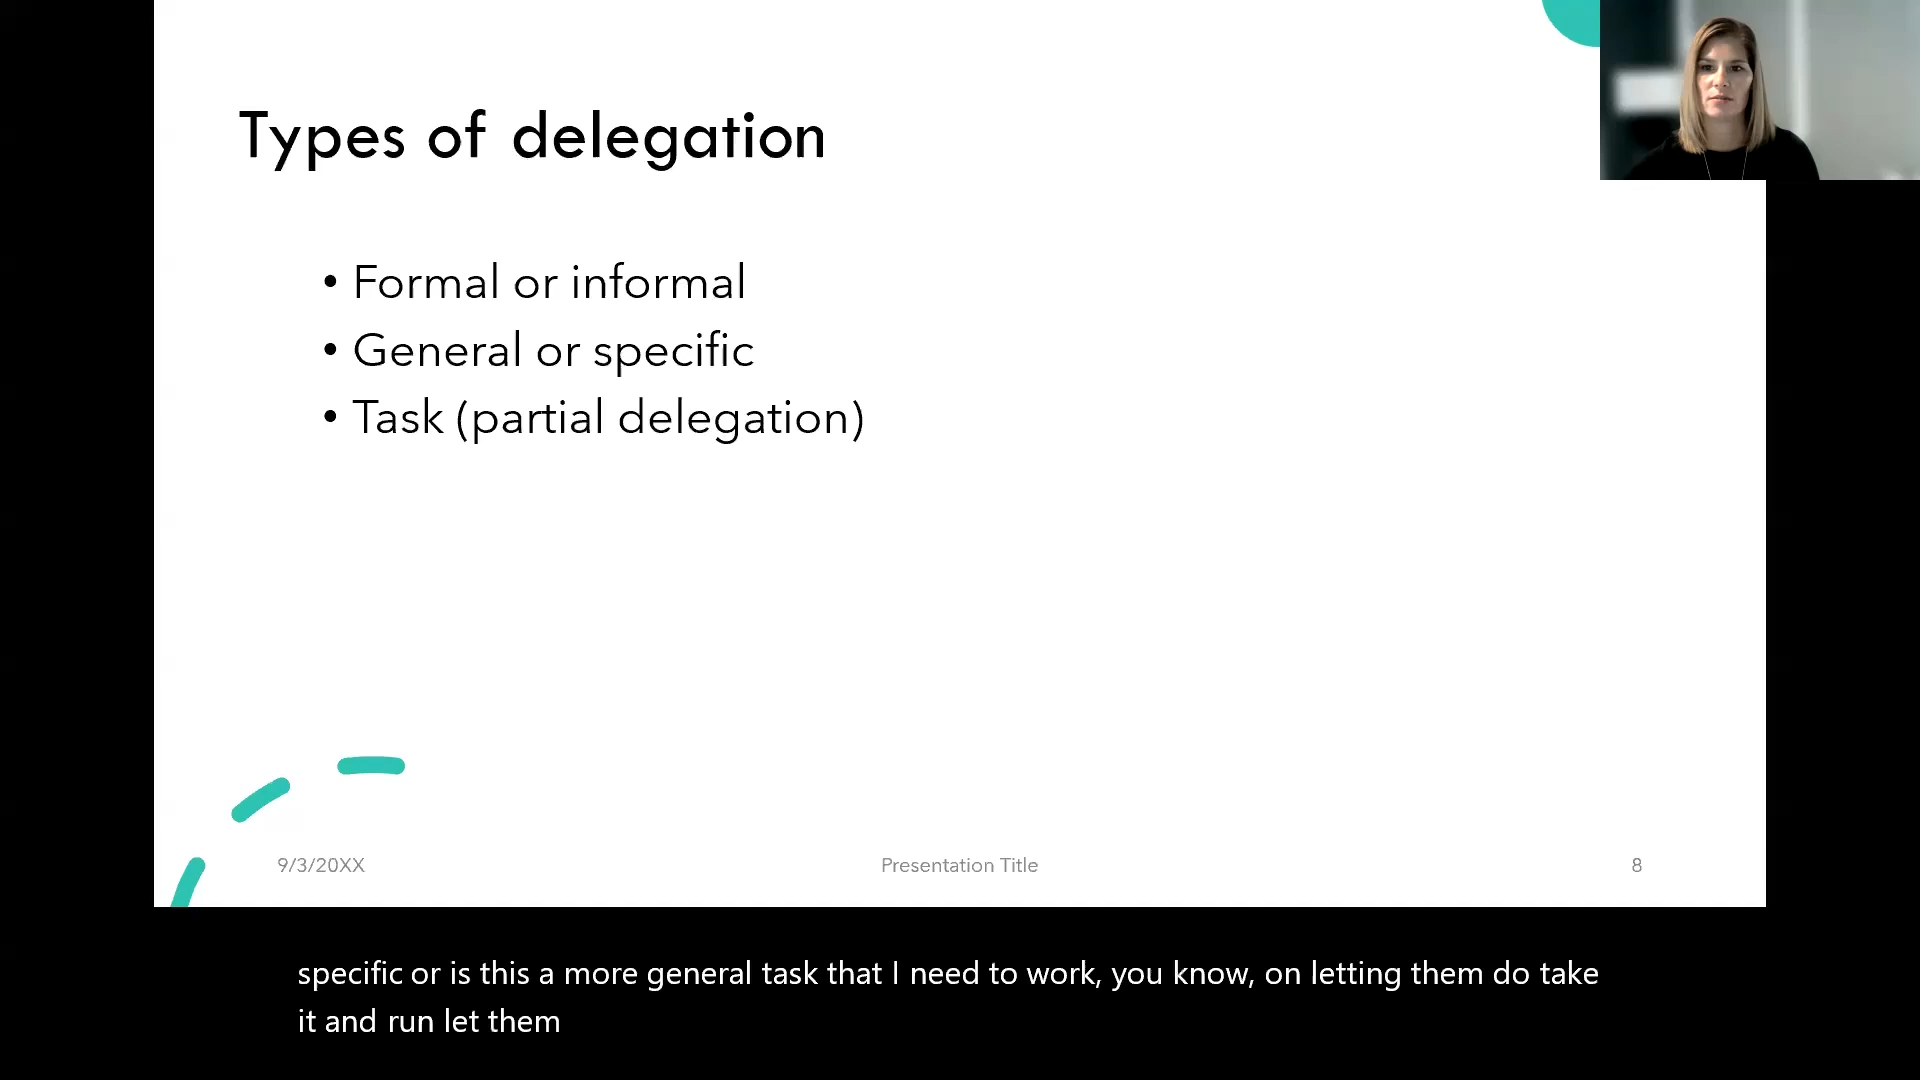 Types of delegation
• Formal or informal
• General or specific
• Task (partial delegation)
9/3/20XX
Presentation Title
8
specific or is this a more general task that I need to work, you know, on letting them do take
it and run let them